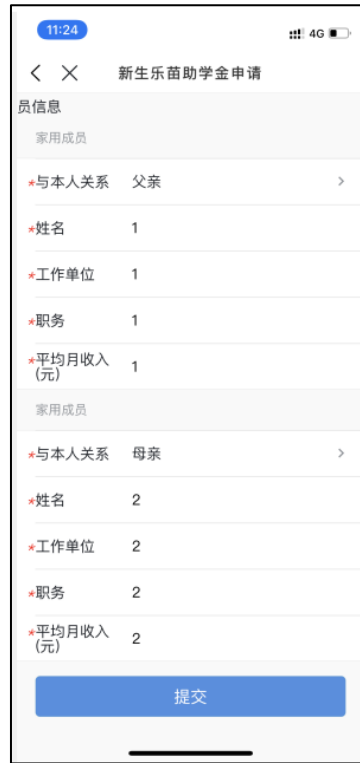 11:24
4G
新生乐苗助学金申请
员信息
家用成员
*与本人关系 父亲
*姓名 1
*工作单位 1
*职务 1
*平均月收入
(元) 1
家用成员
*与本人关系 母亲
*姓名 2
*工作单位 2
*职务 2
*平均月收入
(元) 2
提交